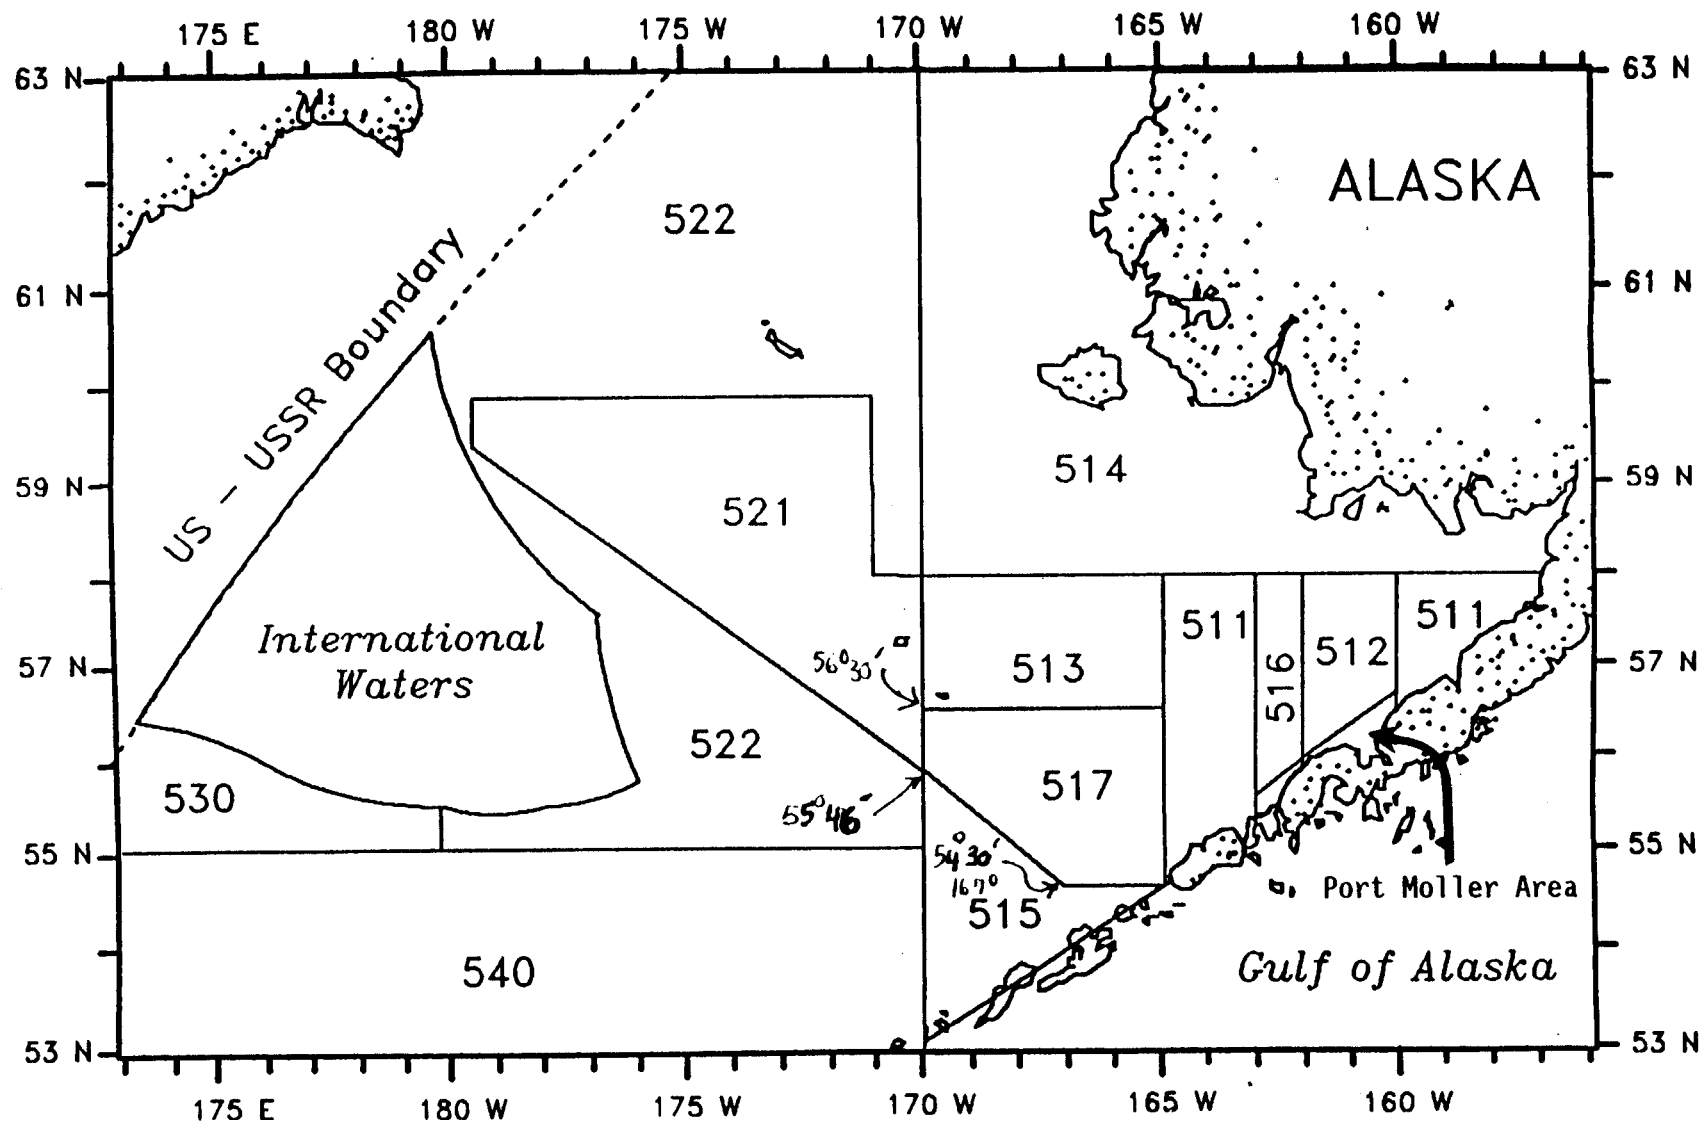 175 E 180 W 175 W 170 W 165 W 160 W
63 N 63 N
ALASKA
522
61 N 61 N
US - USSR Boundary
514
59 N 59 N
521
International
Waters
511 516 512 511
56°30'
513
57 N 57 N
522
517
530
55°46'
55 N 55 N
54°30'
167°
515
Port Moller Area
540
Gulf of Alaska
53 N 53 N
175 E 180 W 175 W 170 W 165 W 160 W